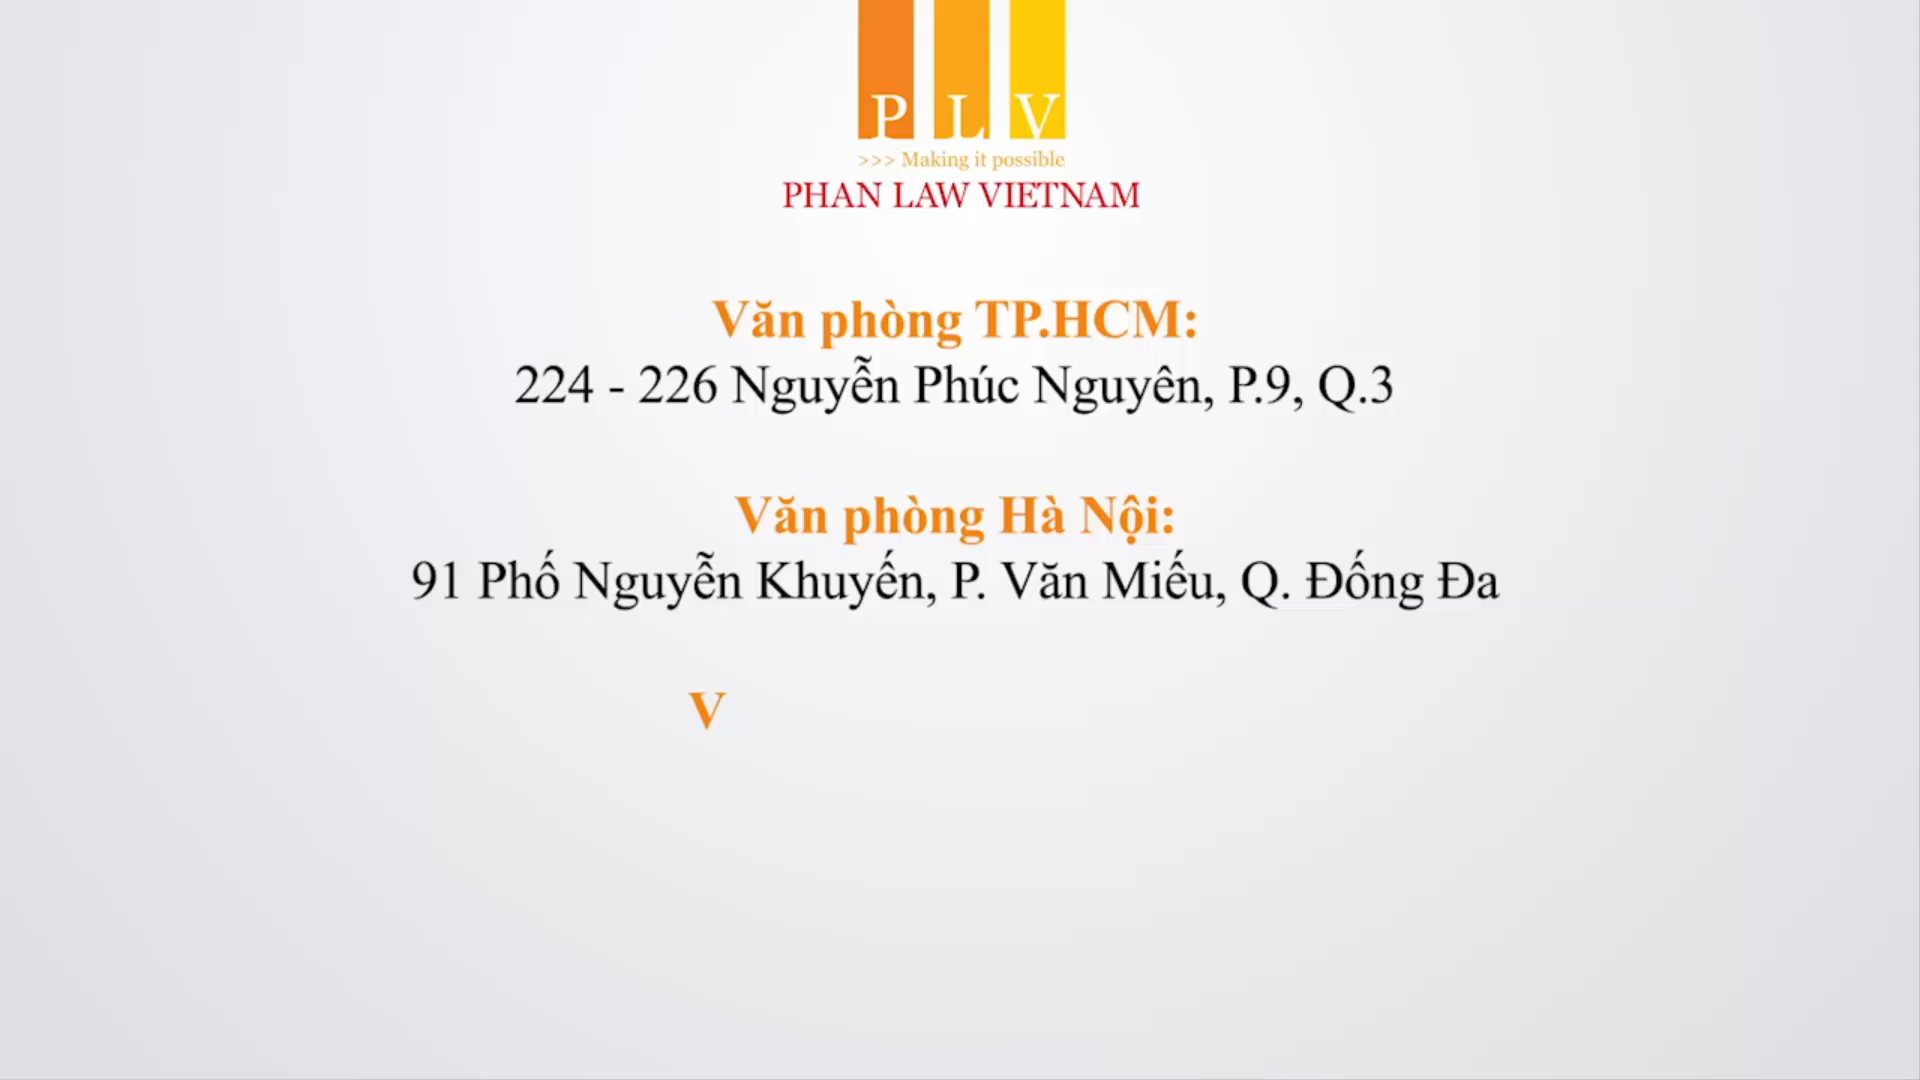 P L V
>>> Making it possible
PHAN LAW VIETNAM
Văn phòng TP.HCM:
224 - 226 Nguyễn Phúc Nguyên, P.9, Q.3
Văn phòng Hà Nội:
91 Phố Nguyễn Khuyến, P. Văn Miếu, Q. Đống Đa
V